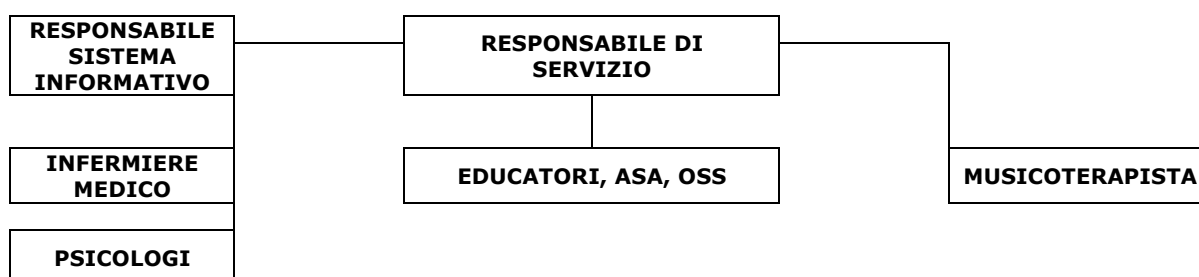 RESPONSABILE
SISTEMA
INFORMATIVO
RESPONSABILE DI
SERVIZIO
INFERMIERE
MEDICO
EDUCATORI, ASA, OSS
MUSICOTERAPISTA
PSICOLOGI